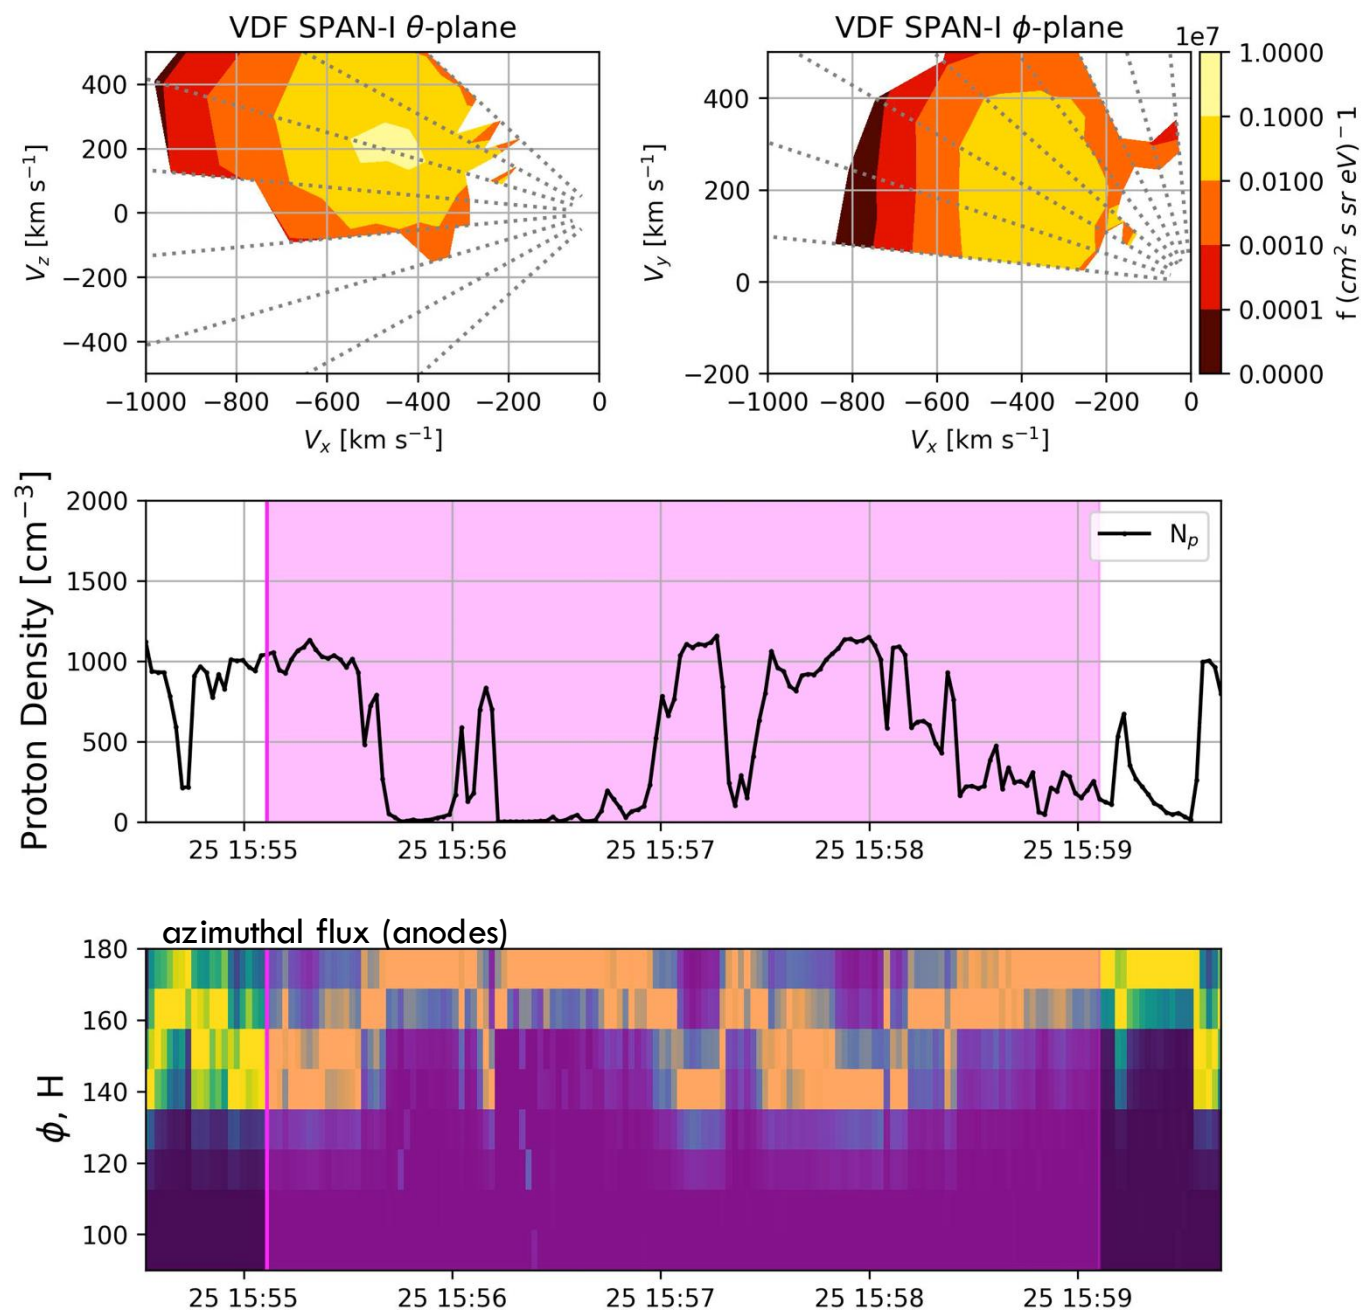 VDF SPAN-I θ-plane
VDF SPAN-I ϕ-plane
1e7
400
200
0
−200
−400
V_z [km s⁻¹]
−1000 −800 −600 −400 −200 0
V_x [km s⁻¹]
400
200
0
−200
V_y [km s⁻¹]
−1000 −800 −600 −400 −200 0
V_x [km s⁻¹]
1.0000
0.1000
0.0100
0.0010
0.0001
0.0000
f (cm² s sr eV)⁻1
2000
1500
1000
500
0
Proton Density [cm⁻³]
N_p
25 15:55 25 15:56 25 15:57 25 15:58 25 15:59
azimuthal flux (anodes)
180
160
140
120
100
ϕ, H
25 15:55 25 15:56 25 15:57 25 15:58 25 15:59